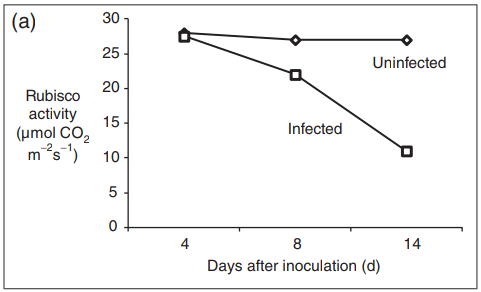 (a)
Rubisco
activity
(μmol CO₂
m⁻²s⁻¹)
30
25
20
15
10
5
0
Uninfected
Infected
4 8 14
Days after inoculation (d)